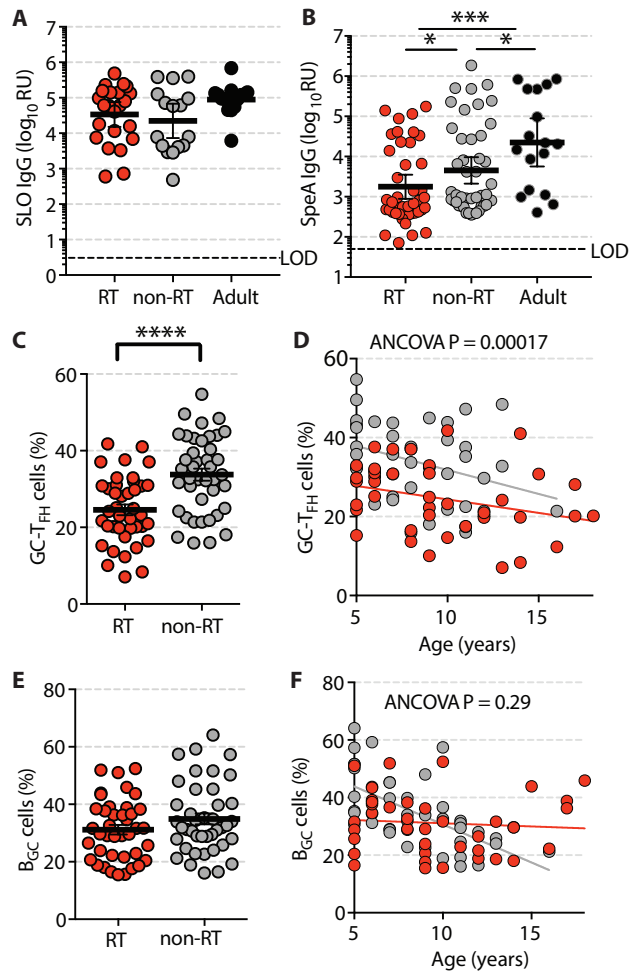 A
SLO IgG (log10 RU)
7
6
5
4
3
2
1
0
LOD
RT
non-RT
Adult
B
SpeA IgG (log10RU)
***
*
*
6
5
4
3
2
1
LOD
RT
non-RT
Adult
C
****
GC-TFH cells (%)
60
40
20
0
RT
non-RT
D
ANCOVA P = 0.00017
GC-TFH cells (%)
60
40
20
0
5
10
15
Age (years)
E
BGC cells (%)
80
60
40
20
0
RT
non-RT
F
ANCOVA P = 0.29
BGC cells (%)
80
60
40
20
0
5
10
15
Age (years)